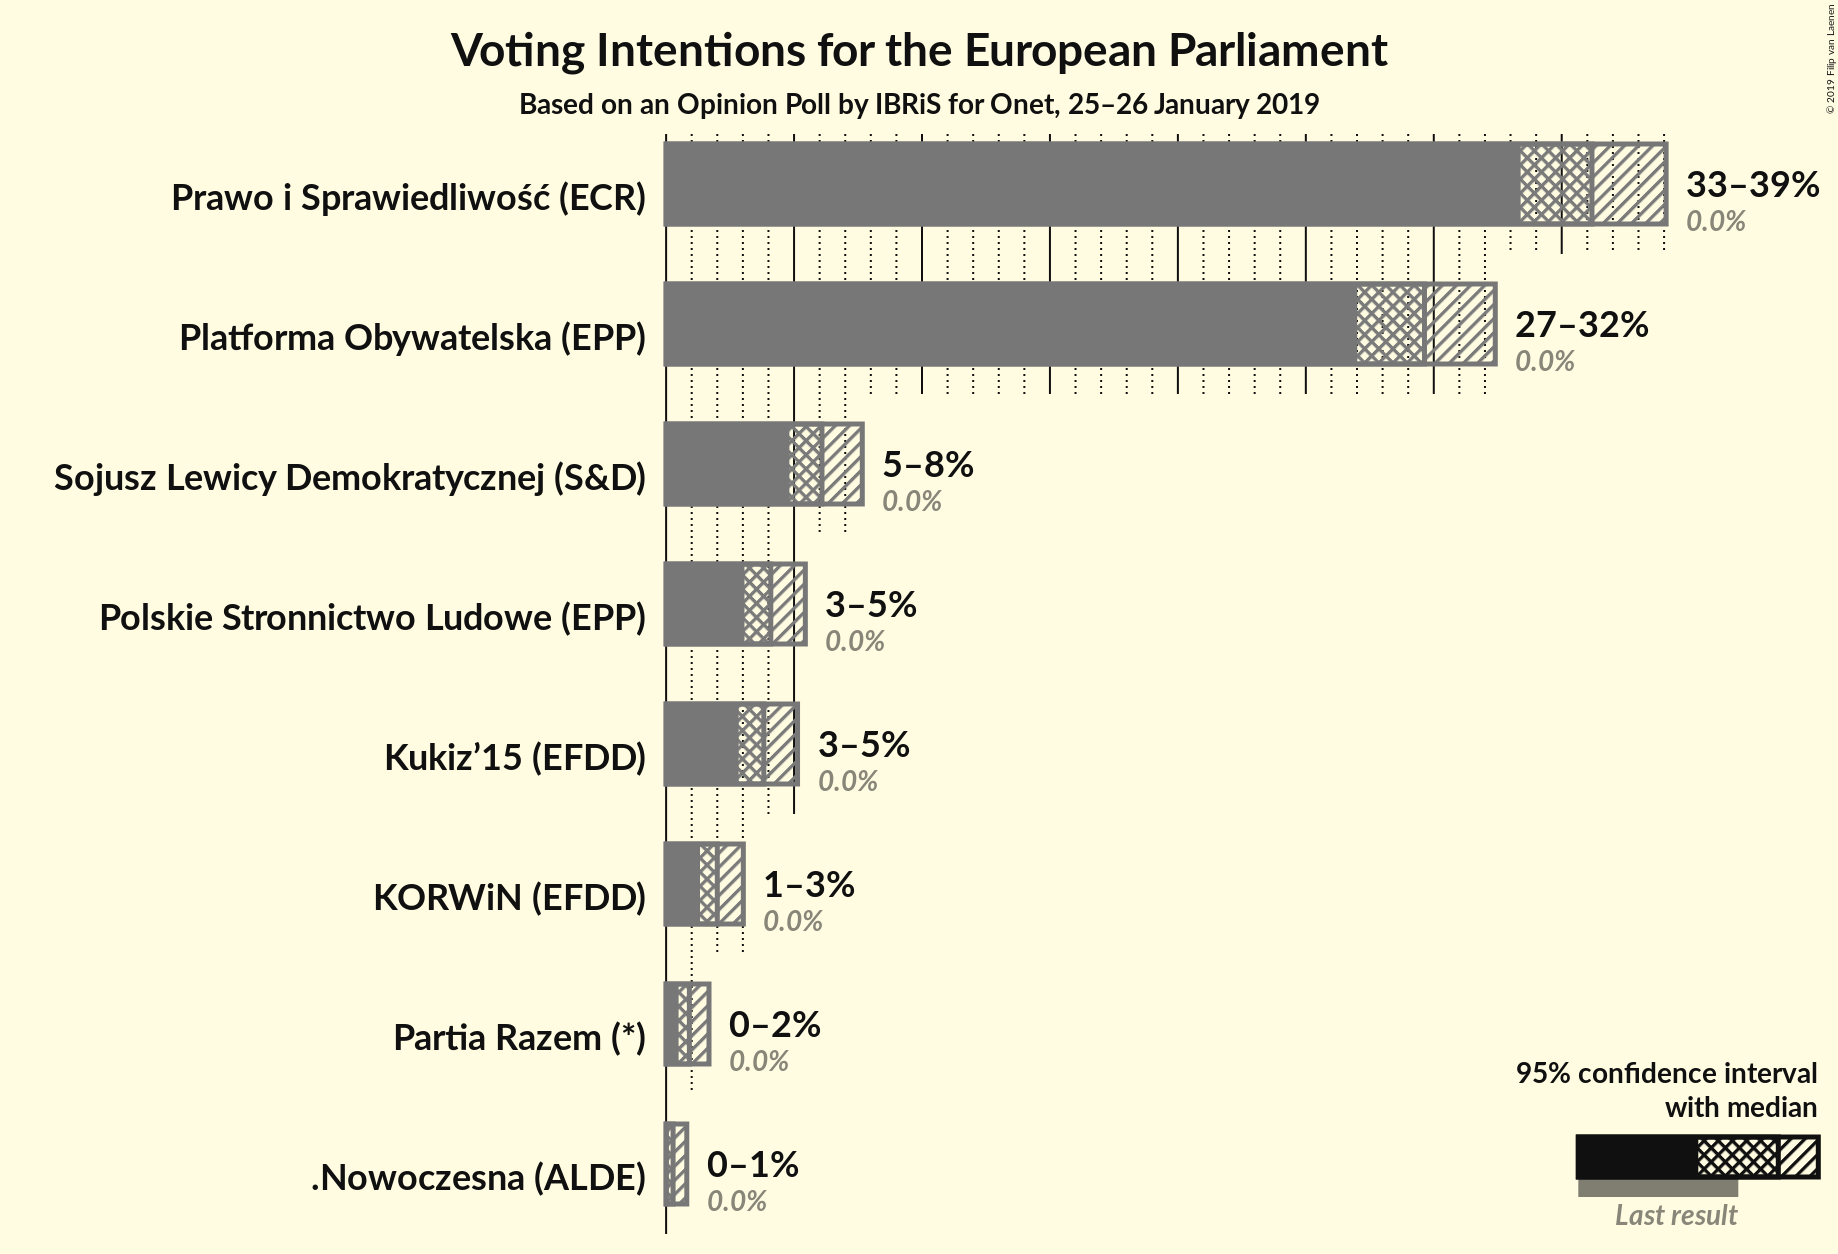 Voting Intentions for the European Parliament
Based on an Opinion Poll by IBRiS for Onet, 25–26 January 2019
© 2019 Filip van Laenen
Prawo i Sprawiedliwość (ECR)
33–39%
0.0%
Platforma Obywatelska (EPP)
27–32%
0.0%
Sojusz Lewicy Demokratycznej (S&D)
5–8%
0.0%
Polskie Stronnictwo Ludowe (EPP)
3–5%
0.0%
Kukiz’15 (EFDD)
3–5%
0.0%
KORWiN (EFDD)
1–3%
0.0%
Partia Razem (*)
0–2%
0.0%
.Nowoczesna (ALDE)
0–1%
0.0%
95% confidence interval
with median
Last result